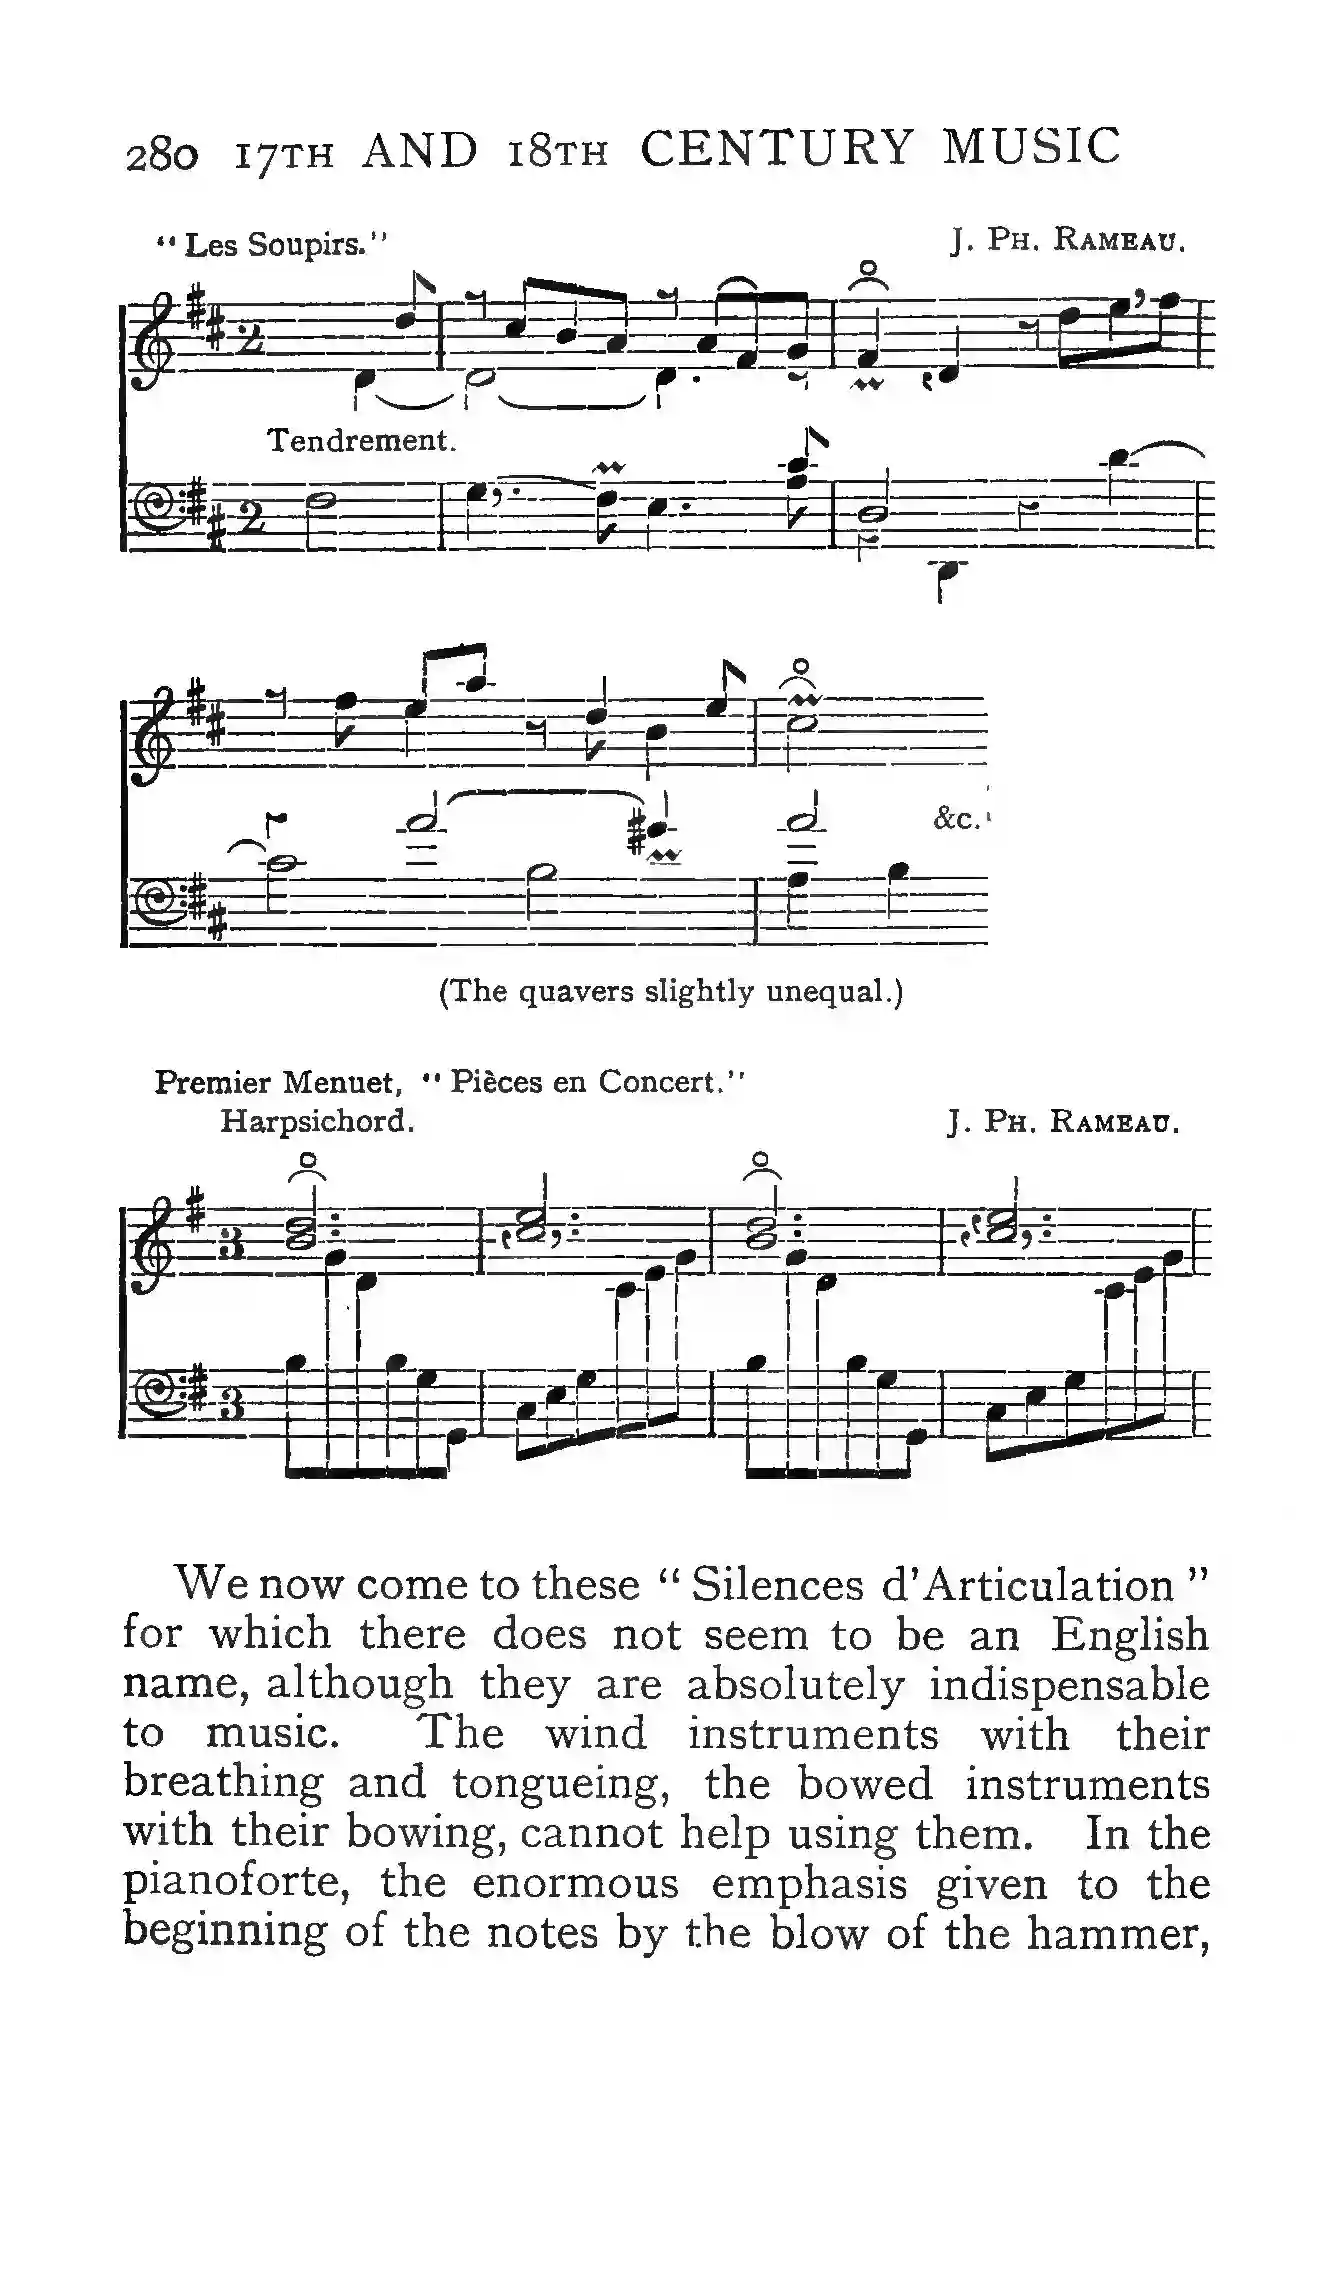 280 17TH AND 18TH CENTURY MUSIC
“ Les Soupirs.” J. PH. RAMEAU.
2
Tendrement.
2
&c.
(The quavers slightly unequal.)
Premier Menuet, “ Pièces en Concert.”
Harpsichord. J. PH. RAMEAU.
3
3
We now come to these “ Silences d'Articulation ”
for which there does not seem to be an English
name, although they are absolutely indispensable
to music. The wind instruments with their
breathing and tongueing, the bowed instruments
with their bowing, cannot help using them. In the
pianoforte, the enormous emphasis given to the
beginning of the notes by the blow of the hammer,